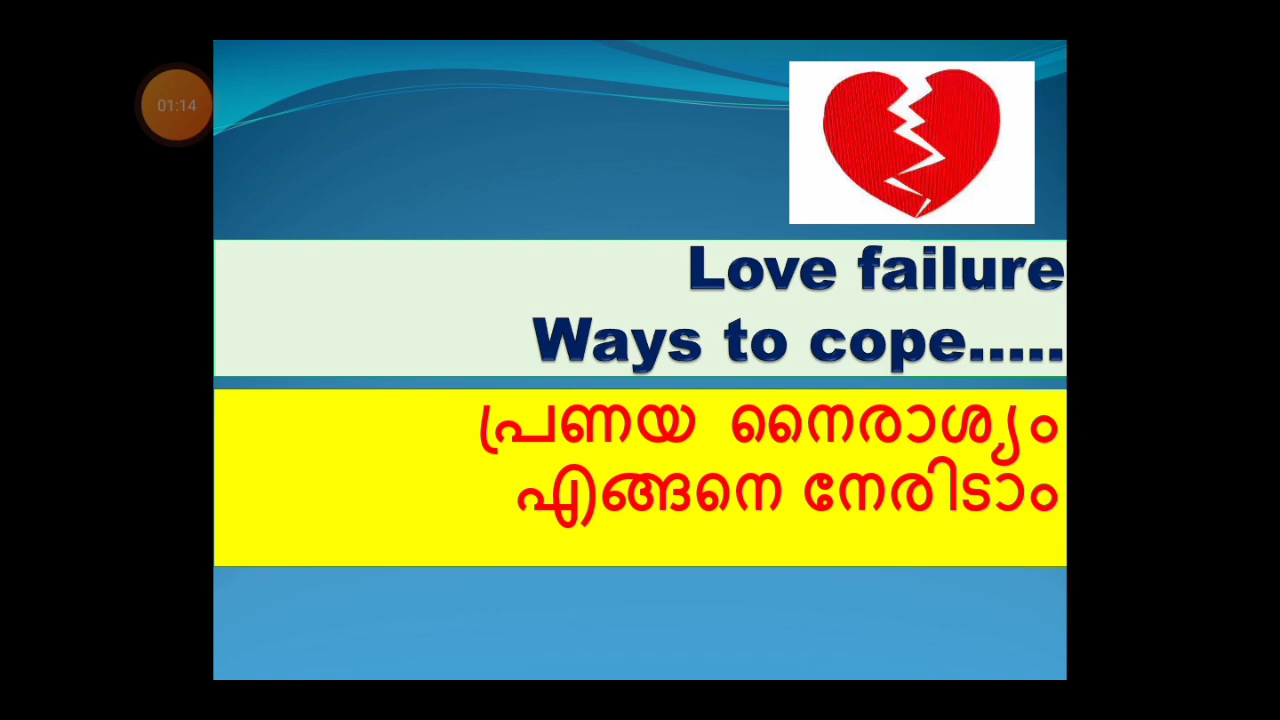 01:14
Love failure
Ways to cope.....
പ്രണയ നൈരാശ്യം
എങ്ങനെ നേരിടാം